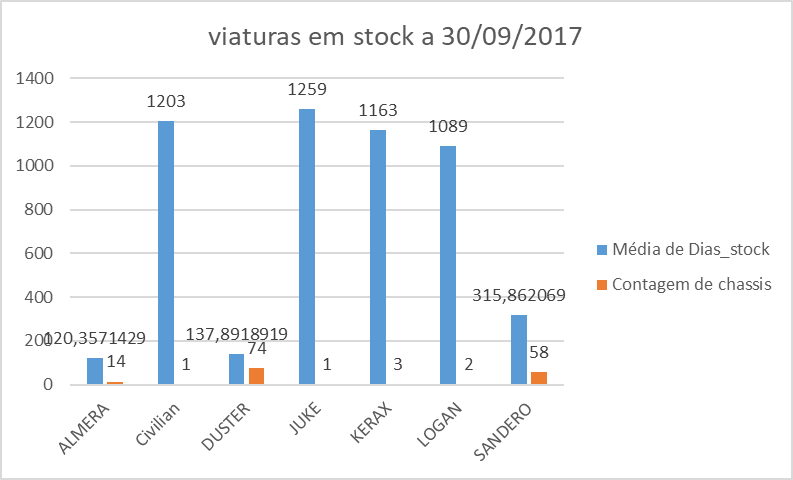 viaturas em stock a 30/09/2017
1400
1200
1000
800
600
400
200
0
120,3571429
14
1203
1
137,8918919
74
1259
1
1163
3
1089
2
315,862069
58
ALMERA
Civilian
DUSTER
JUKE
KERAX
LOGAN
SANDERO
Média de Dias_stock
Contagem de chassis